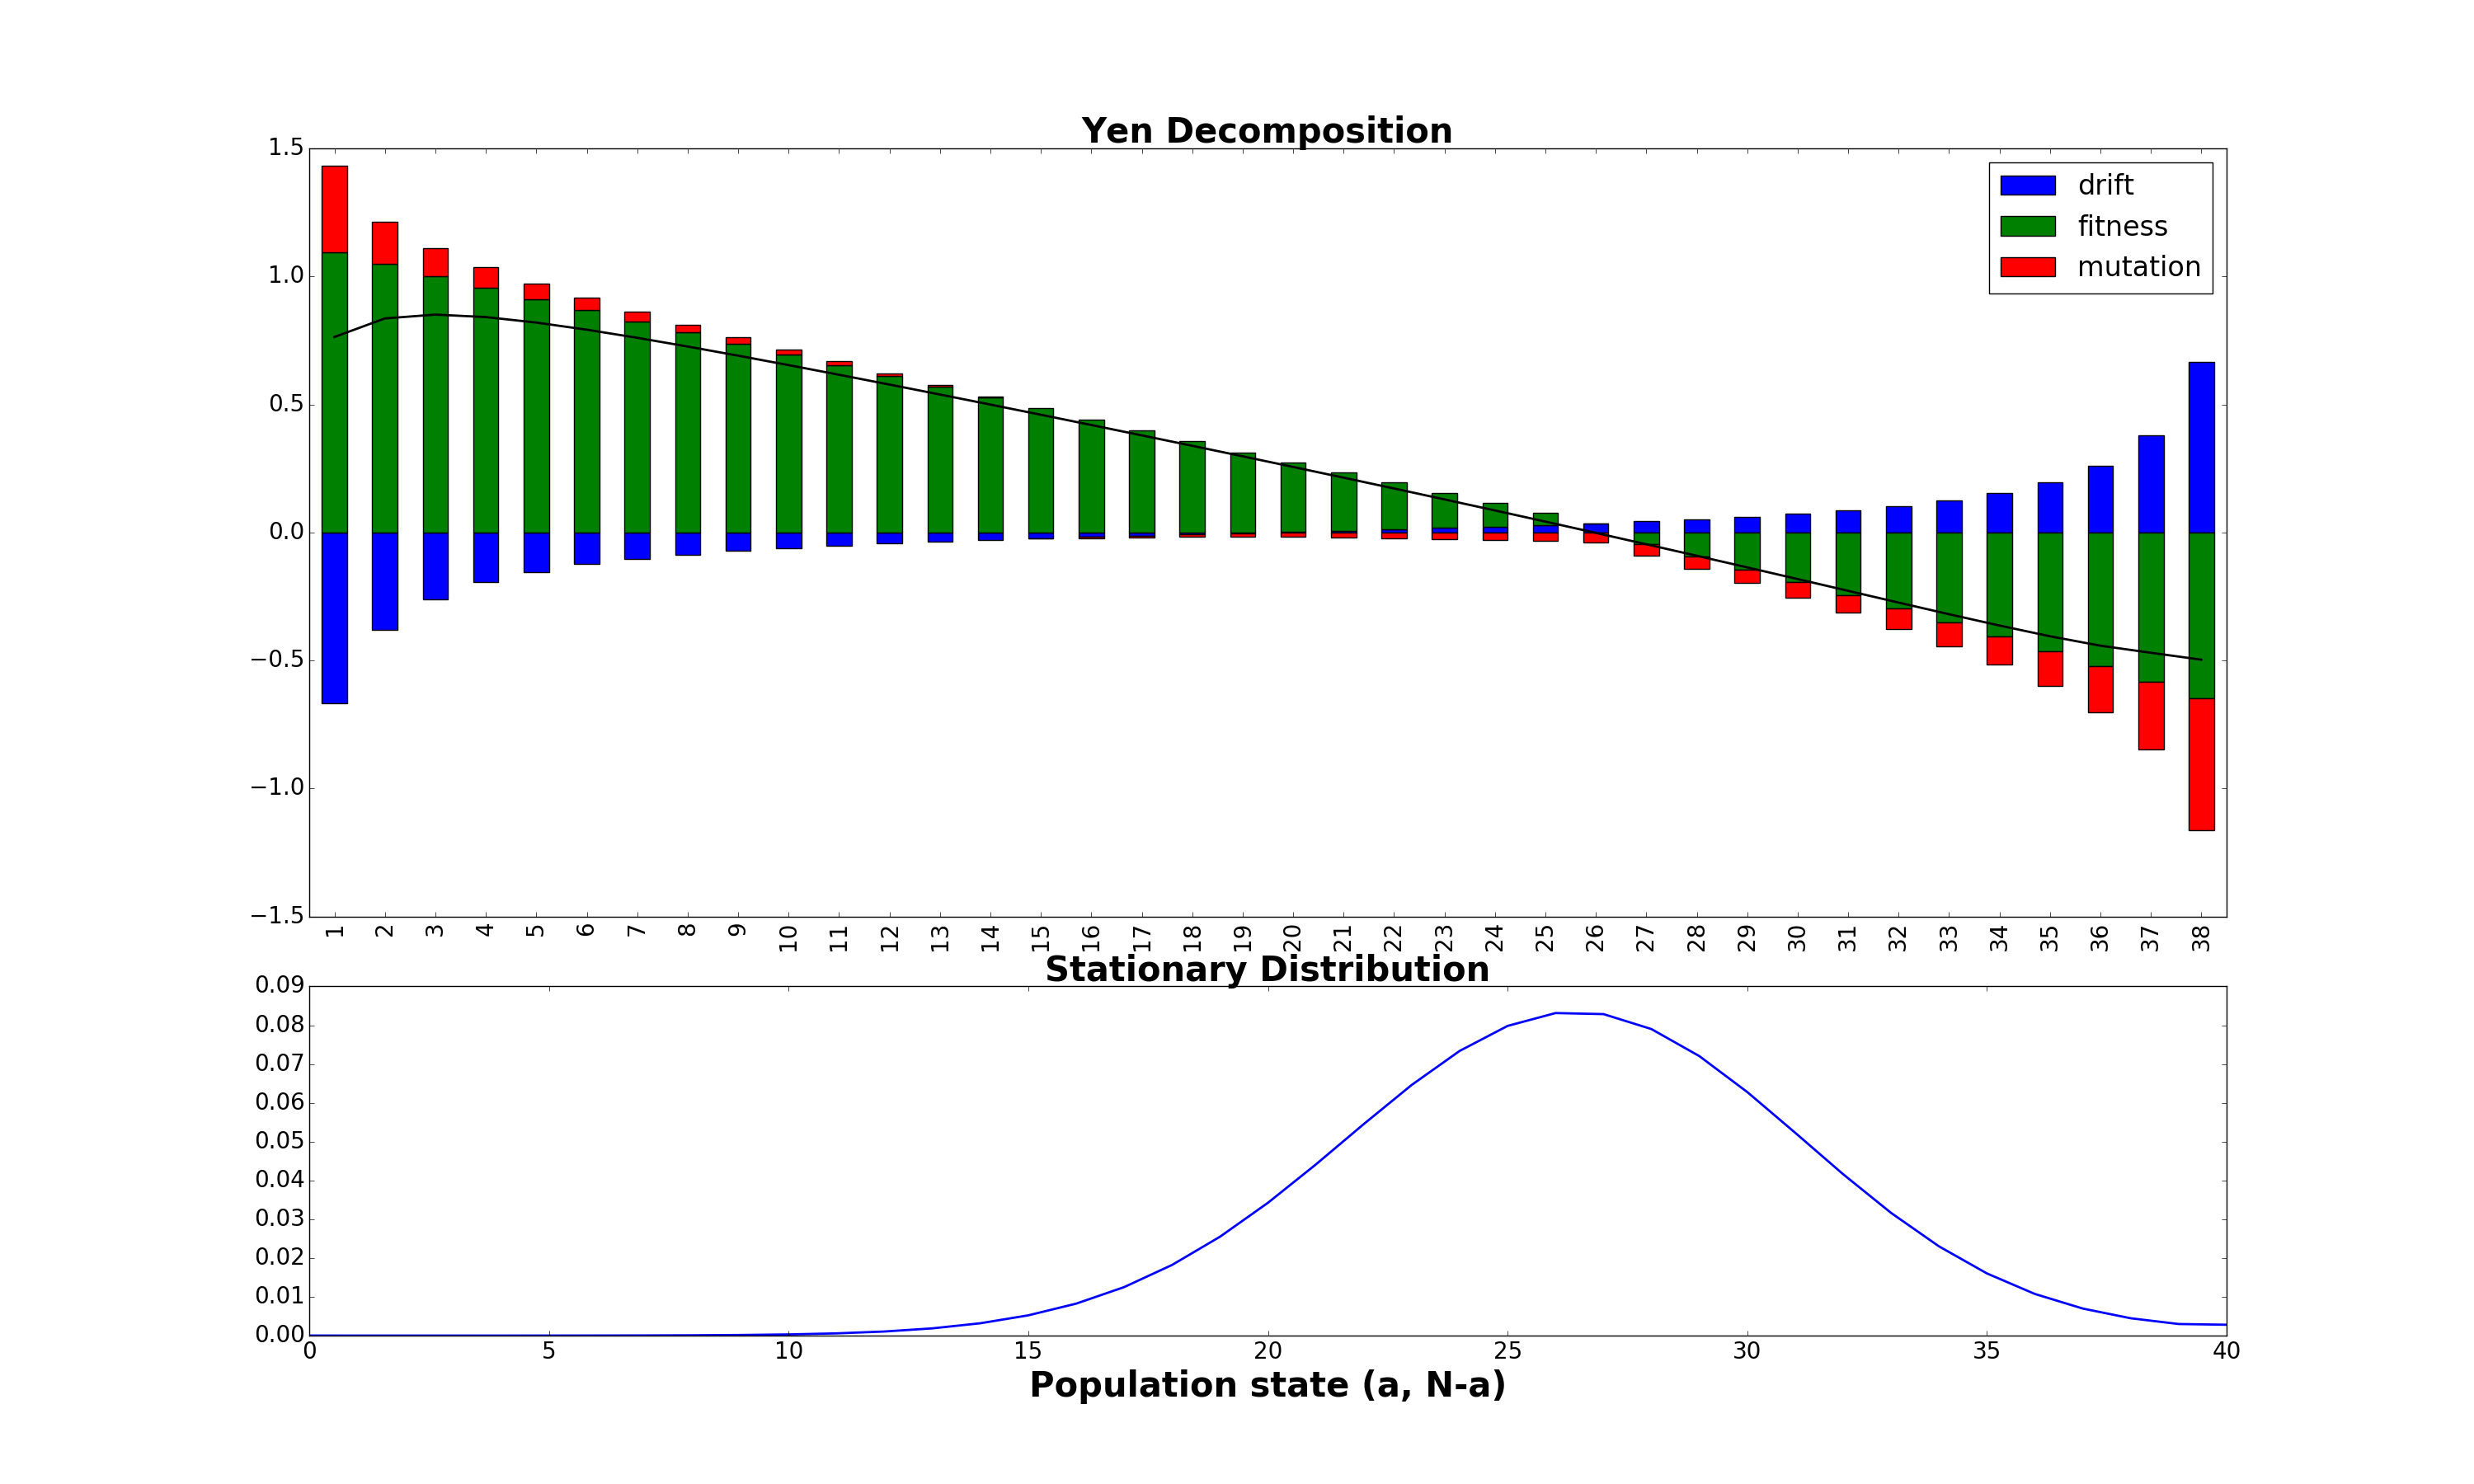 Yen Decomposition
1.5
1.0
0.5
0.0
−0.5
−1.0
−1.5
drift
fitness
mutation
1 2 3 4 5 6 7 8 9 10 11 12 13 14 15 16 17 18 19 20 21 22 23 24 25 26 27 28 29 30 31 32 33 34 35 36 37 38
Stationary Distribution
0.09
0.08
0.07
0.06
0.05
0.04
0.03
0.02
0.01
0.00
0 5 10 15 20 25 30 35 40
Population state (a, N-a)